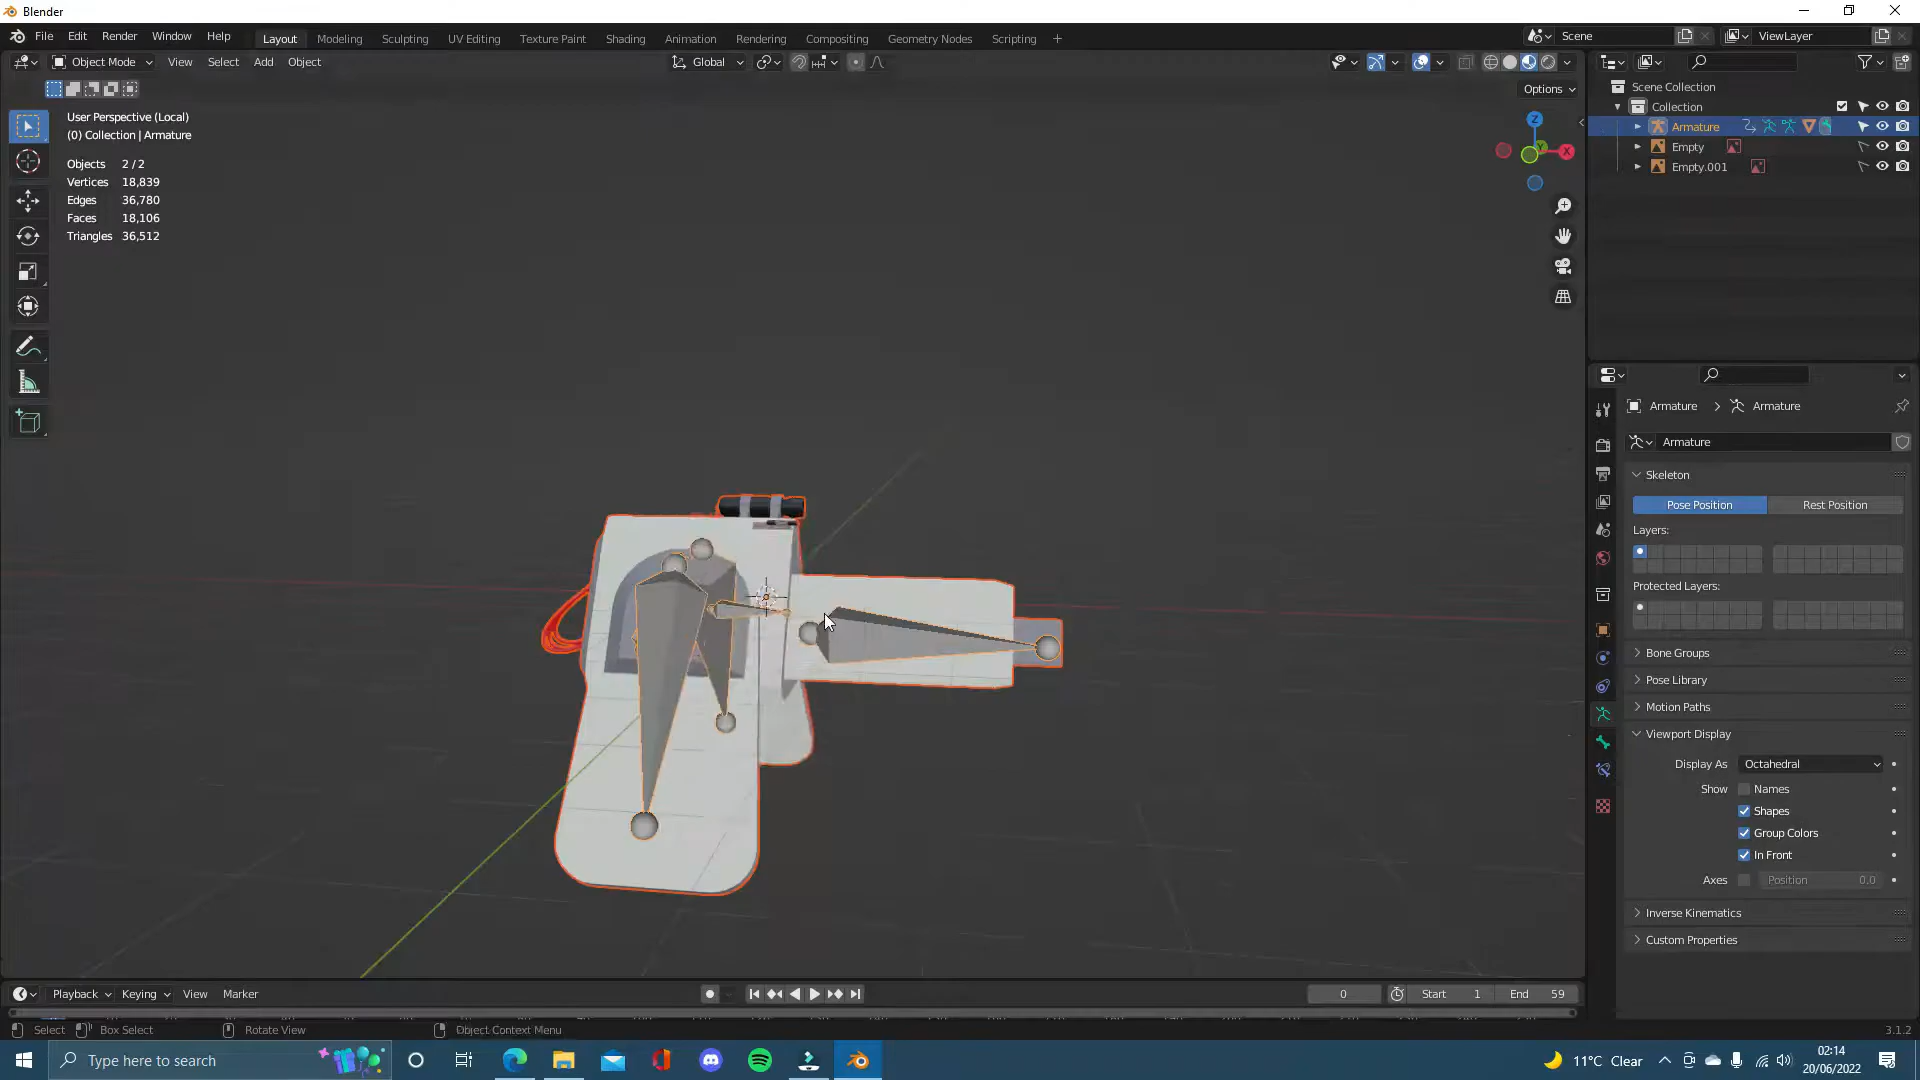 Blender
File Edit Render Window Help
Layout Modeling Sculpting UV Editing Texture Paint Shading Animation Rendering Compositing Geometry Nodes Scripting +
Scene
ViewLayer
Object Mode View Select Add Object
Global
Options
User Perspective (Local)
(0) Collection | Armature
Objects 2 / 2
Vertices 18,839
Edges 36,780
Faces 18,106
Triangles 36,512
Z
X
Y
Scene Collection
Collection
Armature
Empty
Empty.001
Armature > Armature
Armature
Skeleton
Pose Position Rest Position
Layers:
Protected Layers:
Bone Groups
Pose Library
Motion Paths
Viewport Display
Display As Octahedral
Show Names
Shapes
Group Colors
In Front
Axes Position 0.0
Inverse Kinematics
Custom Properties
Playback Keying View Marker
0 Start 1 End 59
Select Box Select Rotate View Object Context Menu
3.1.2
Type here to search
11°C Clear
02:14
20/06/2022